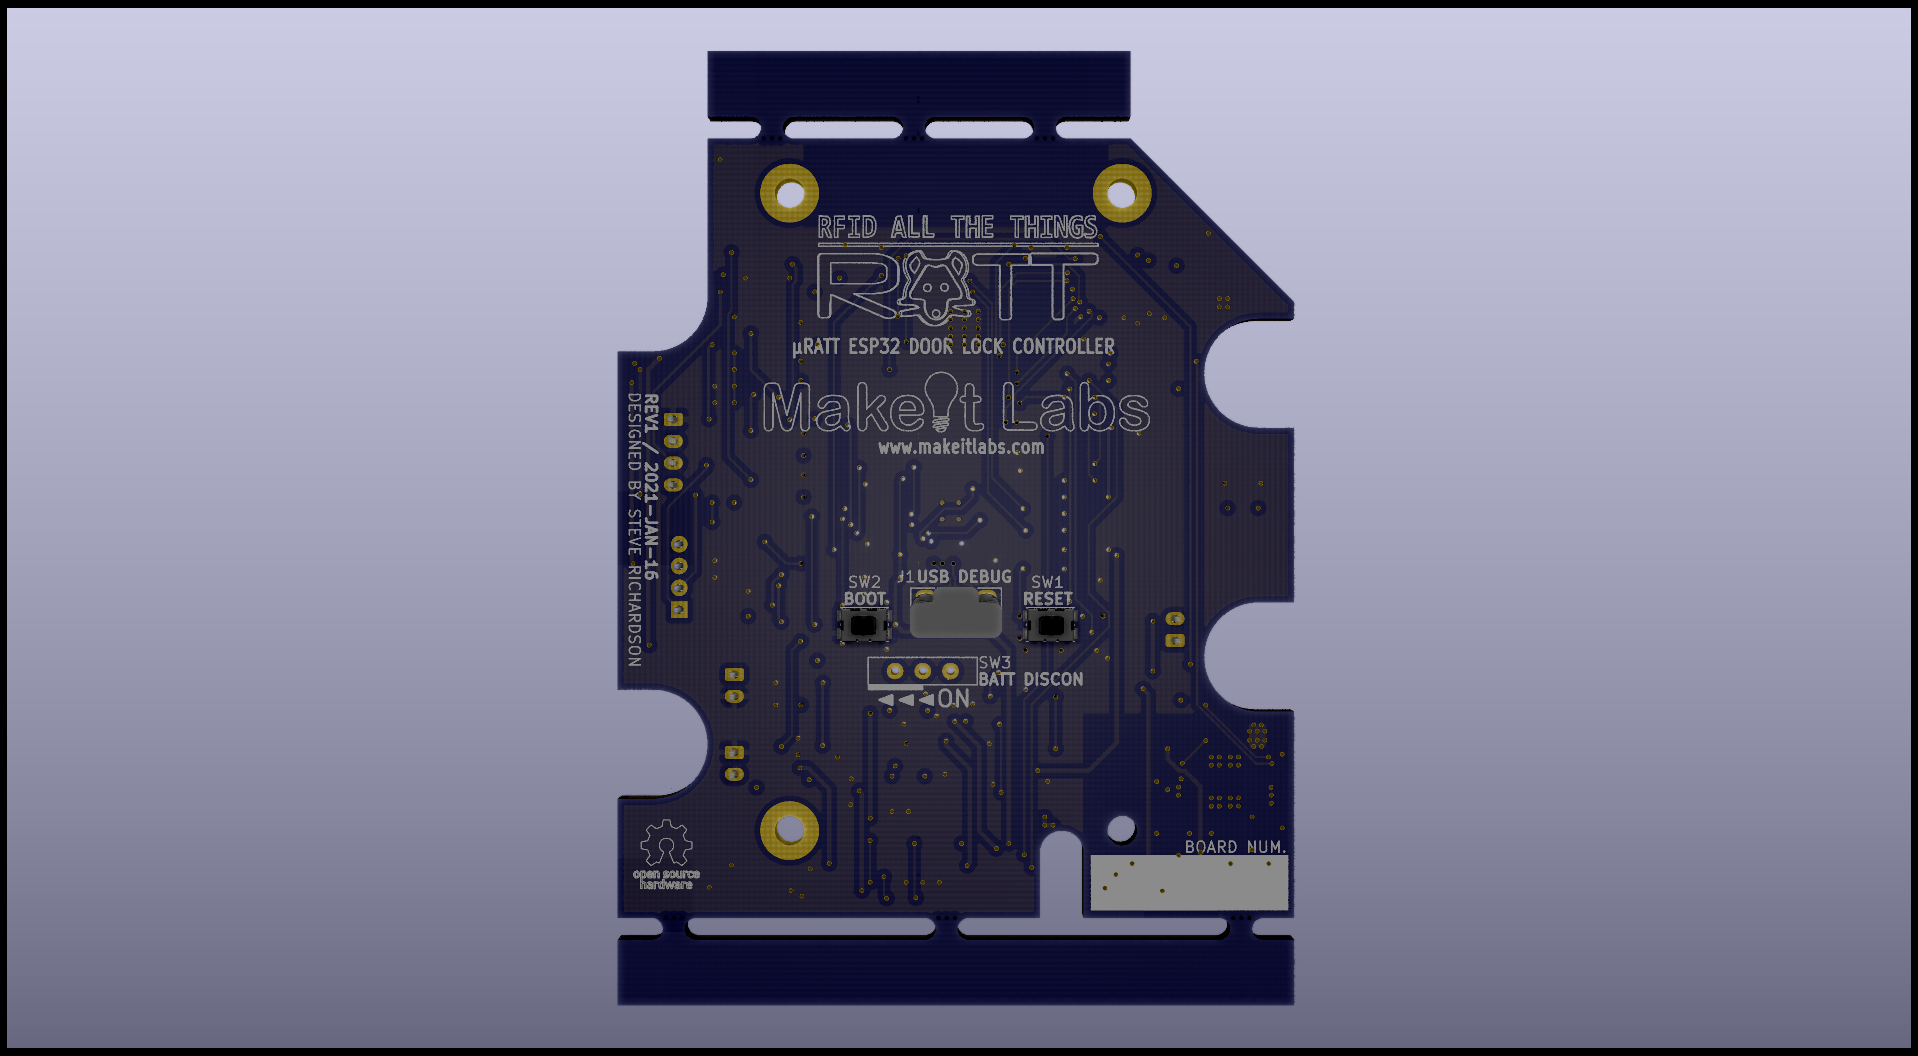 RFID ALL THE THINGS
RATT
µRATT ESP32 DOOR LOCK CONTROLLER
MakeIt Labs
www.makeitlabs.com
REV1 / 2021-JAN-16
DESIGNED BY STEVE RICHARDSON
SW2
BOOT
J1 USB DEBUG
SW1
RESET
SW3
BATT DISCON
ON
BOARD NUM.
open source
hardware